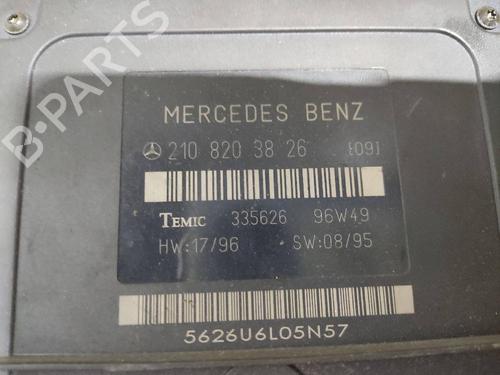 B-PARTS
MERCEDES BENZ
210 820 38 26 [09]
TEMIC 335626 96W49
HW:17/96 SW:08/95
5626U6L05N57